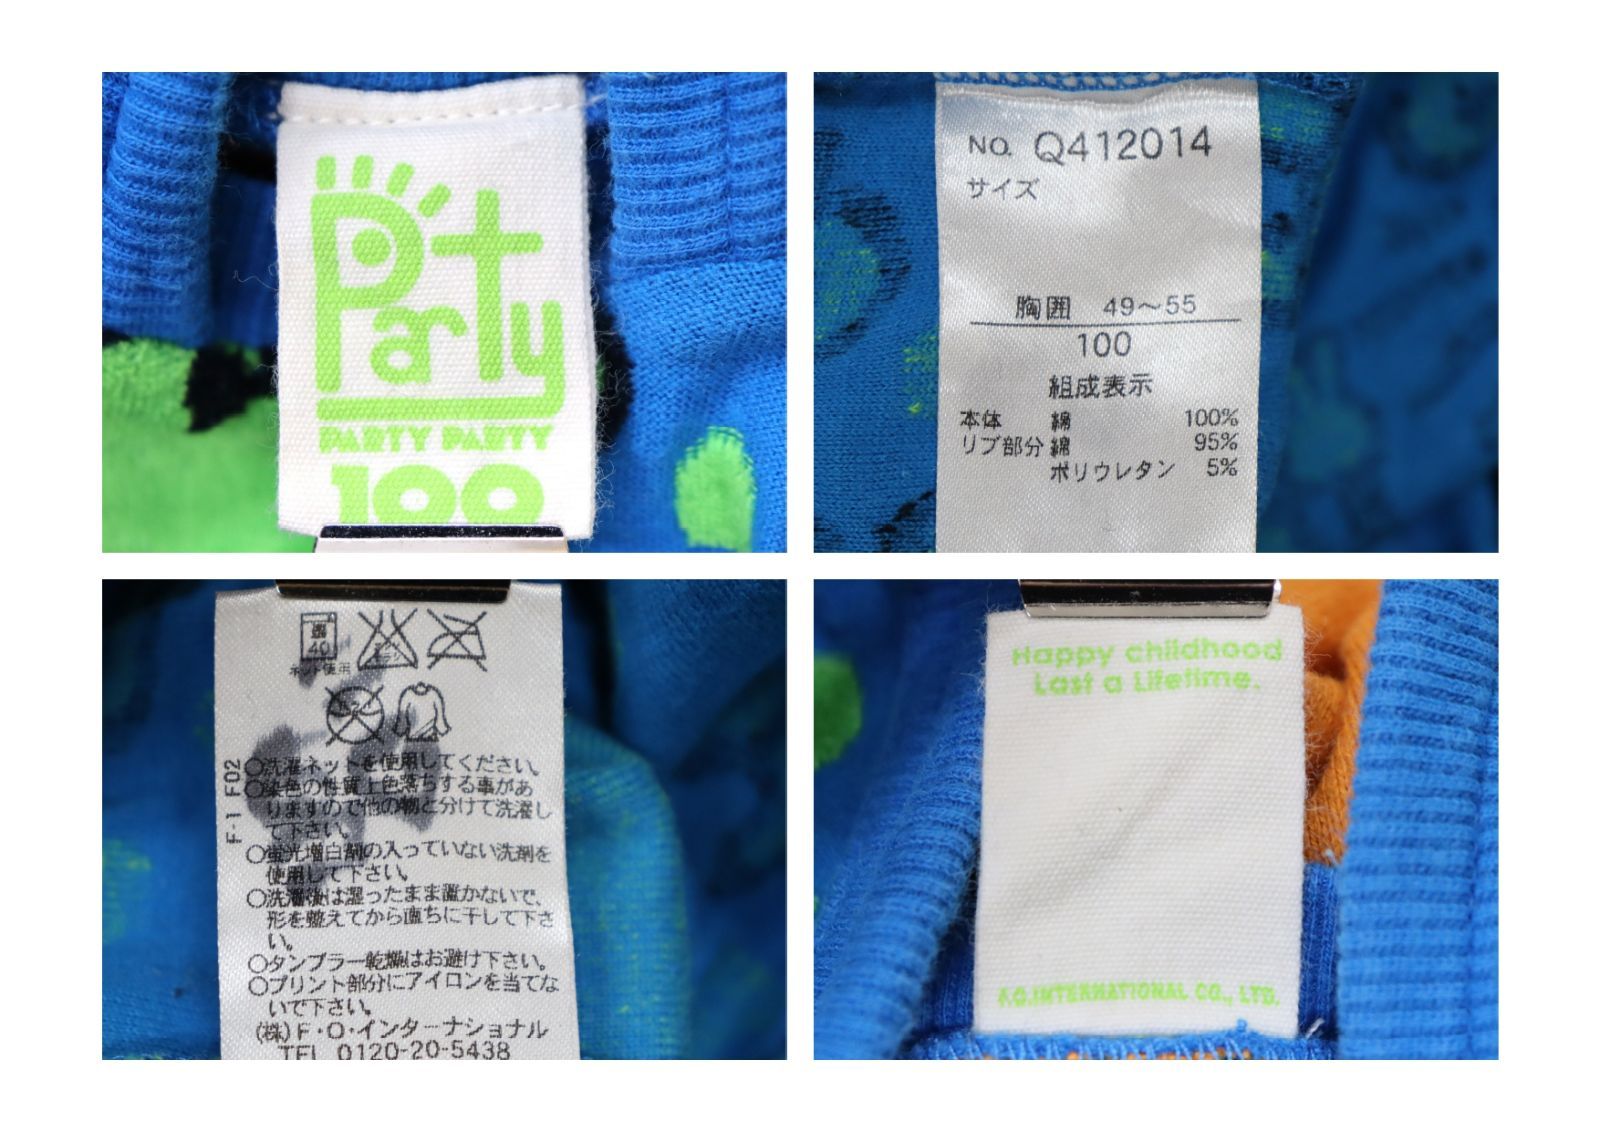 Party
PARTY PARTY
100
NO. Q412014
サイズ
胸囲 49〜55
100
組成表示
本体 綿 100%
リブ部分 綿 95%
ポリウレタン 5%
40
ネット使用
F-1 F02
○洗濯ネットを使用してください。
○染色の性質上色落ちする事があ
りますので他の物と分けて洗濯し
て下さい。
○蛍光増白剤の入っていない洗剤を
使用して下さい。
○洗濯後は湿ったまま置かないで、
形を整えてから直ちに干して下さ
い。
○タンブラー乾燥はお避け下さい。
○プリント部分にアイロンを当てな
いで下さい。
(株)F・O・インターナショナル
TEL 0120-20-5438
Happy childhood
Last a Lifetime.
F.O.INTERNATIONAL CO., LTD.